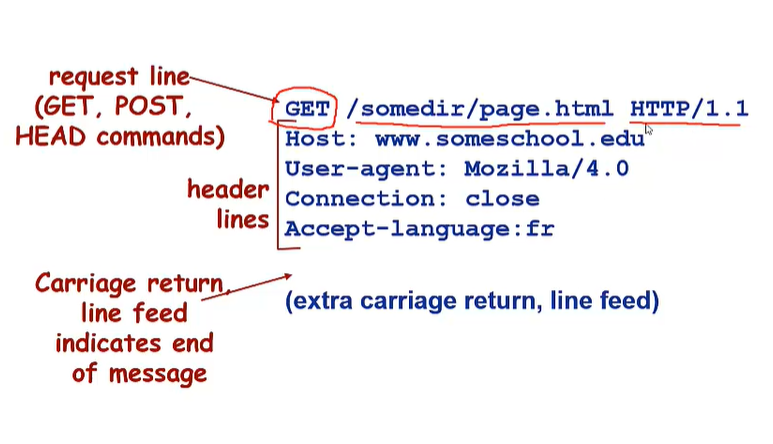 request line
(GET, POST,
HEAD commands)
GET /somedir/page.html HTTP/1.1
Host: www.someschool.edu
User-agent: Mozilla/4.0
Connection: close
Accept-language:fr
header
lines
Carriage return,
line feed
indicates end
of message
(extra carriage return, line feed)